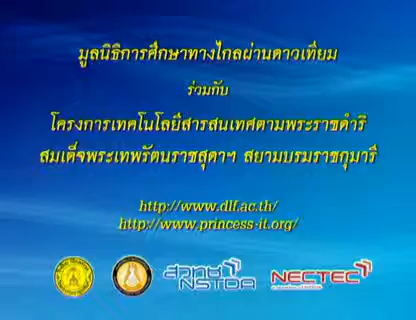 มูลนิธิการศึกษาทางไกลผ่านดาวเทียม
ร่วมกับ
โครงการเทคโนโลยีสารสนเทศตามพระราชดำริ
สมเด็จพระเทพรัตนราชสุดาฯ สยามบรมราชกุมารี
http://www.dlf.ac.th/
http://www.princess-it.org/
สวทช
NSTDA
NECTEC